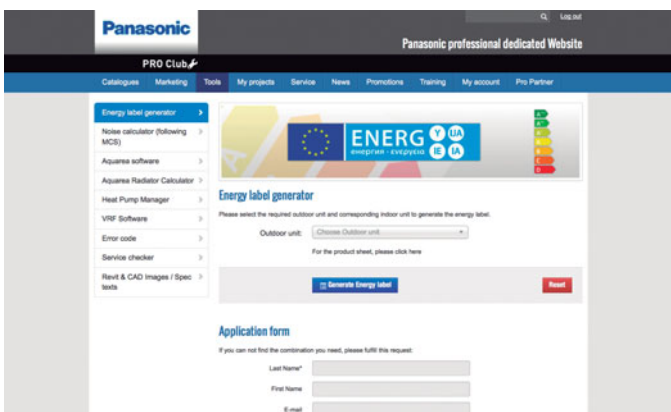 Panasonic
Log out
Panasonic professional dedicated Website
PRO Club
Catalogues Marketing Tools My projects Service News Promotions Training My account Pro Partner
Energy label generator
Noise calculator (following
MCS)
Aquarea software
Aquarea Radiator Calculator
Heat Pump Manager
VRF Software
Error code
Service checker
Revit & CAD Images / Spec
texts
ENERG Y UA
енергия · ενεργεια IE IA
Energy label generator
Please select the required outdoor unit and corresponding indoor unit to generate the energy label.
Outdoor unit: Choose Outdoor unit
For the product sheet, please click here
Generate Energy label Reset
Application form
If you can not find the combination you need, please fulfil this request:
Last Name*
First Name
E-mail